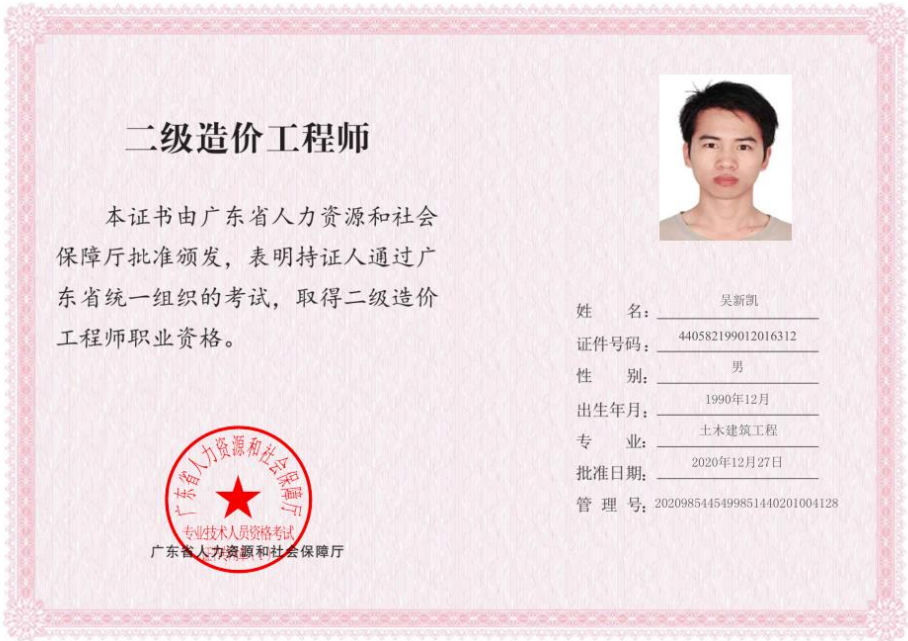 二级造价工程师
本证书由广东省人力资源和社会
保障厅批准颁发，表明持证人通过广
东省统一组织的考试，取得二级造价
工程师职业资格。
广东省人力资源和社会保障厅
专业技术人员资格考试
广东省人力资源和社会保障厅
姓 名：吴新凯
证件号码：440582199012016312
性 别：男
出生年月：1990年12月
专 业：土木建筑工程
批准日期：2020年12月27日
管 理 号：20209854454998514402010041​28